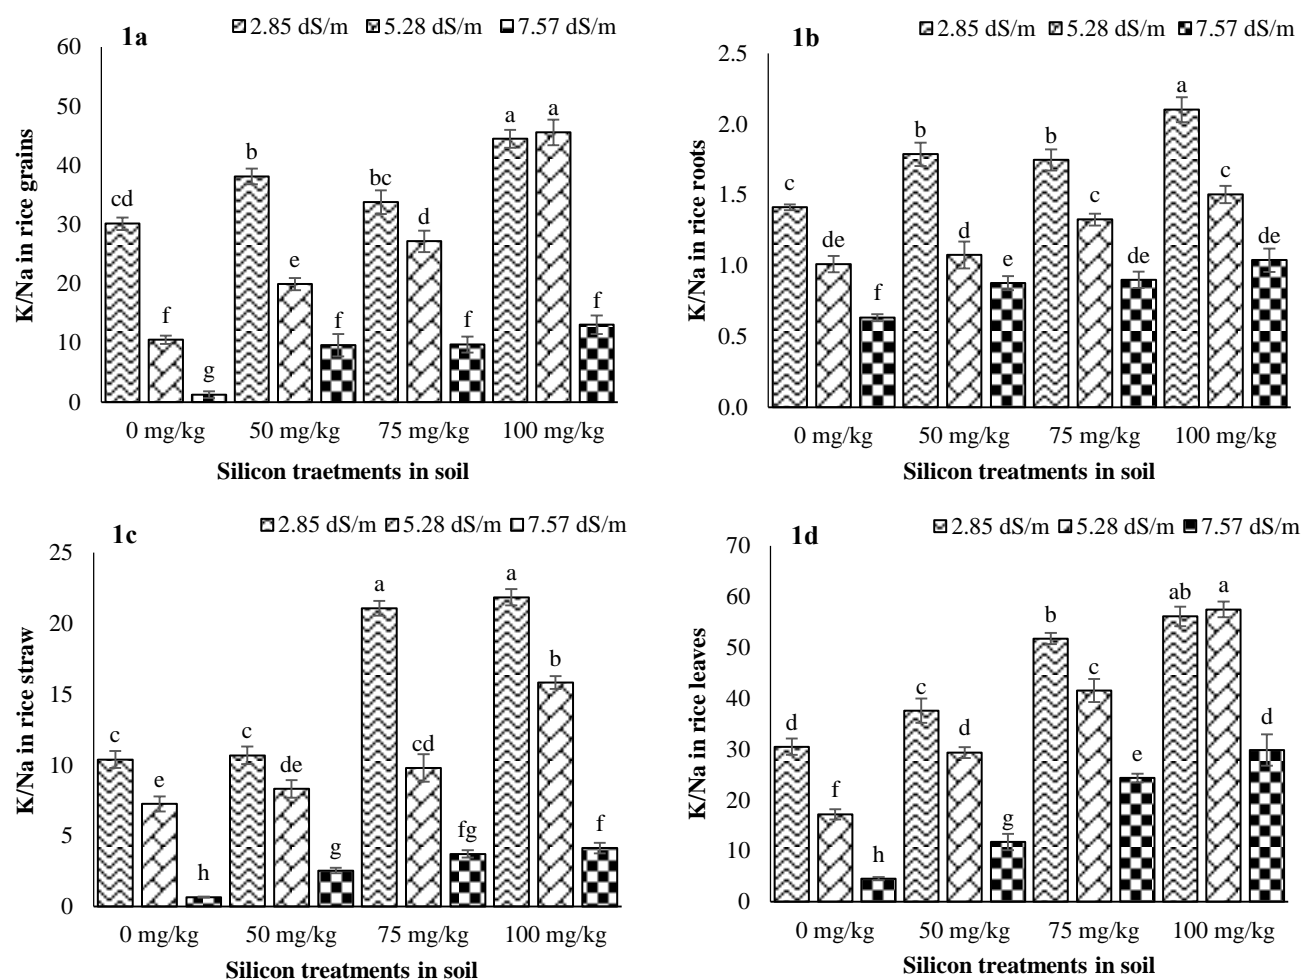 1a
2.85 dS/m 5.28 dS/m 7.57 dS/m
60
50
40
30
20
10
0
K/Na in rice grains
cd
f
g
b
e
f
bc
d
f
a
a
f
0 mg/kg 50 mg/kg 75 mg/kg 100 mg/kg
Silicon traetments in soil
1b
2.85 dS/m 5.28 dS/m 7.57 dS/m
2.5
2.0
1.5
1.0
0.5
0.0
K/Na in rice roots
c
de
f
b
d
e
b
c
de
a
c
de
0 mg/kg 50 mg/kg 75 mg/kg 100 mg/kg
Silicon treatments in soil
1c
2.85 dS/m 5.28 dS/m 7.57 dS/m
25
20
15
10
5
0
K/Na in rice straw
c
e
h
c
de
g
a
cd
fg
a
b
f
0 mg/kg 50 mg/kg 75 mg/kg 100 mg/kg
Silicon treatments in soil
1d
2.85 dS/m 5.28 dS/m 7.57 dS/m
70
60
50
40
30
20
10
0
K/Na in rice leaves
d
f
h
c
d
g
b
c
e
ab
a
d
0 mg/kg 50 mg/kg 75 mg/kg 100 mg/kg
Silicon treatments in soil